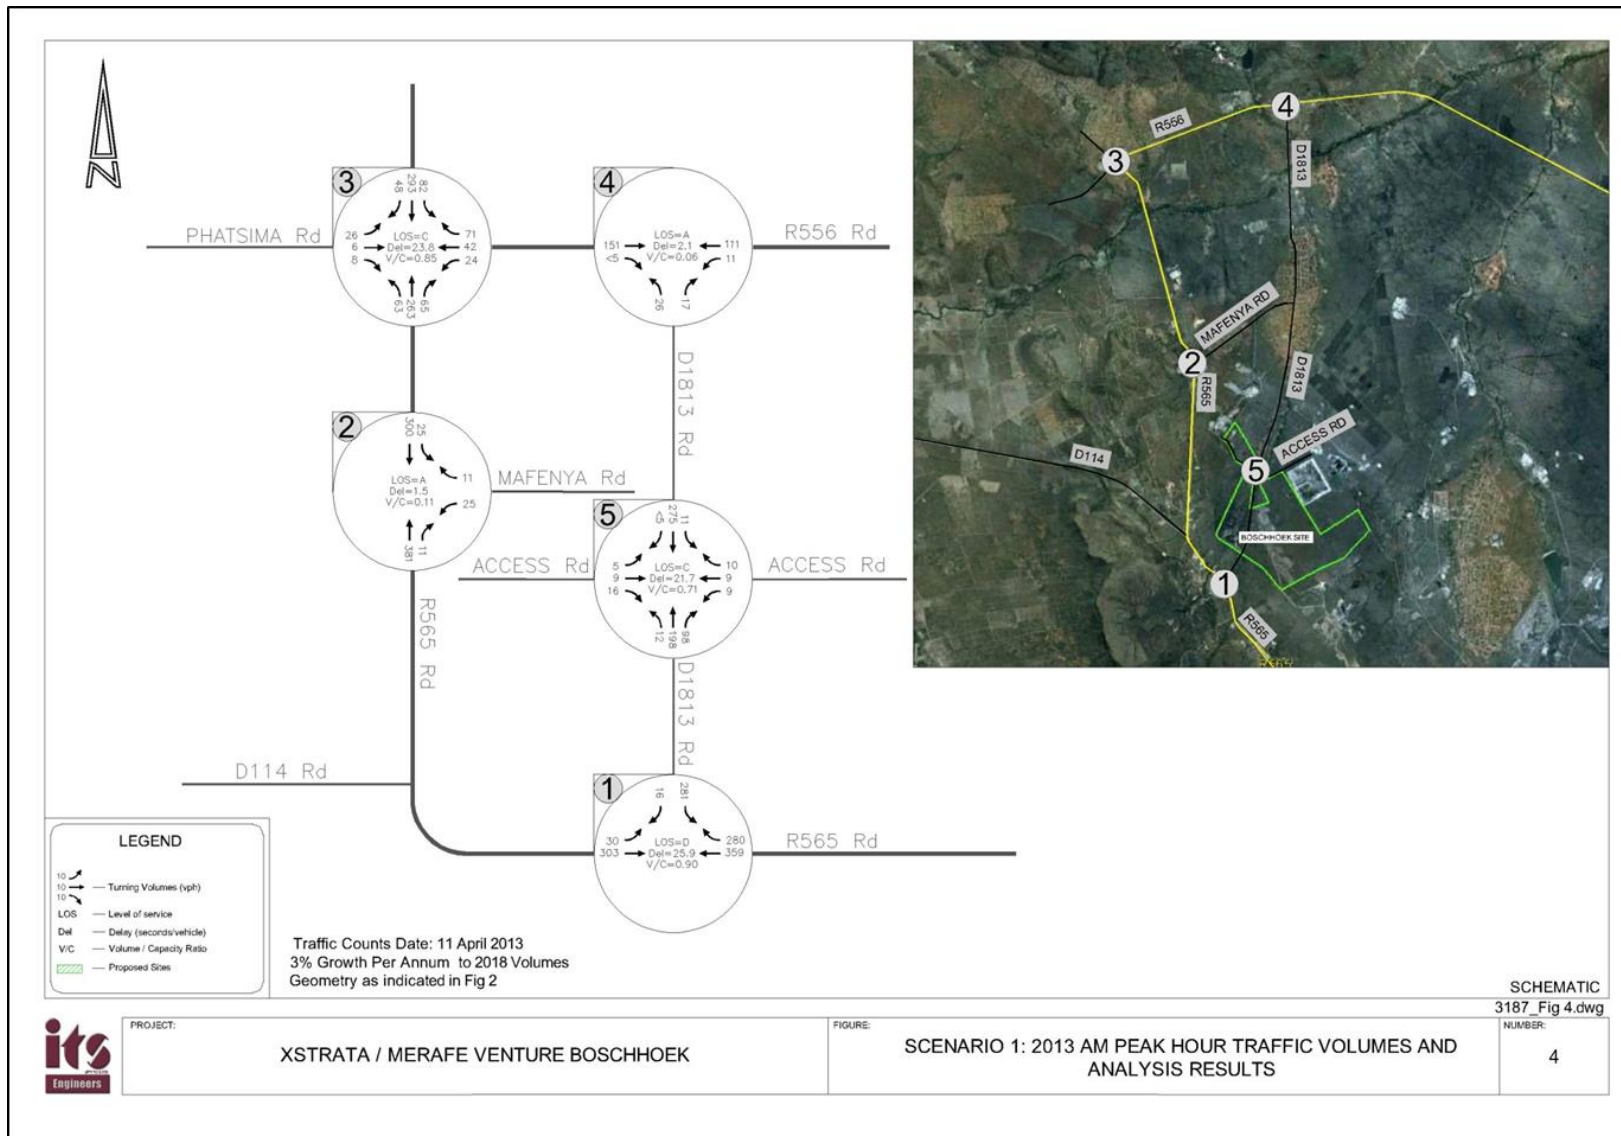 N
3
48 293 82
26
6
8
LOS=C
Del=23.8
V/C=0.85
71
42
24
63 263 65
PHATSIMA Rd
4
151
<5
LOS=A
Del=2.1
V/C=0.06
111
11
26 17
R556 Rd
D1813 Rd
2
300 25
LOS=A
Del=1.5
V/C=0.11
11
25
381 11
MAFENYA Rd
R565 Rd
5
<5 275 11
5
9
16
LOS=C
Del=21.7
V/C=0.71
10
9
9
12 198 98
ACCESS Rd
ACCESS Rd
D1813 Rd
D114 Rd
1
16 281
30
303
LOS=D
Del=25.9
V/C=0.90
280
359
R565 Rd
4
R556
3
D1813
MAFENYA RD
2
R565
D1813
ACCESS RD
D114
5
BOSCHHOEK SITE
1
R565
R565
LEGEND
10
10 Turning Volumes (vph)
10
LOS — Level of service
Del — Delay (seconds/vehicle)
V/C — Volume / Capacity Ratio
— Proposed Sites
Traffic Counts Date: 11 April 2013
3% Growth Per Annum to 2018 Volumes
Geometry as indicated in Fig 2
SCHEMATIC
3187_Fig 4.dwg
its
Engineers
PROJECT:
XSTRATA / MERAFE VENTURE BOSCHHOEK
FIGURE:
SCENARIO 1: 2013 AM PEAK HOUR TRAFFIC VOLUMES AND
ANALYSIS RESULTS
NUMBER:
4